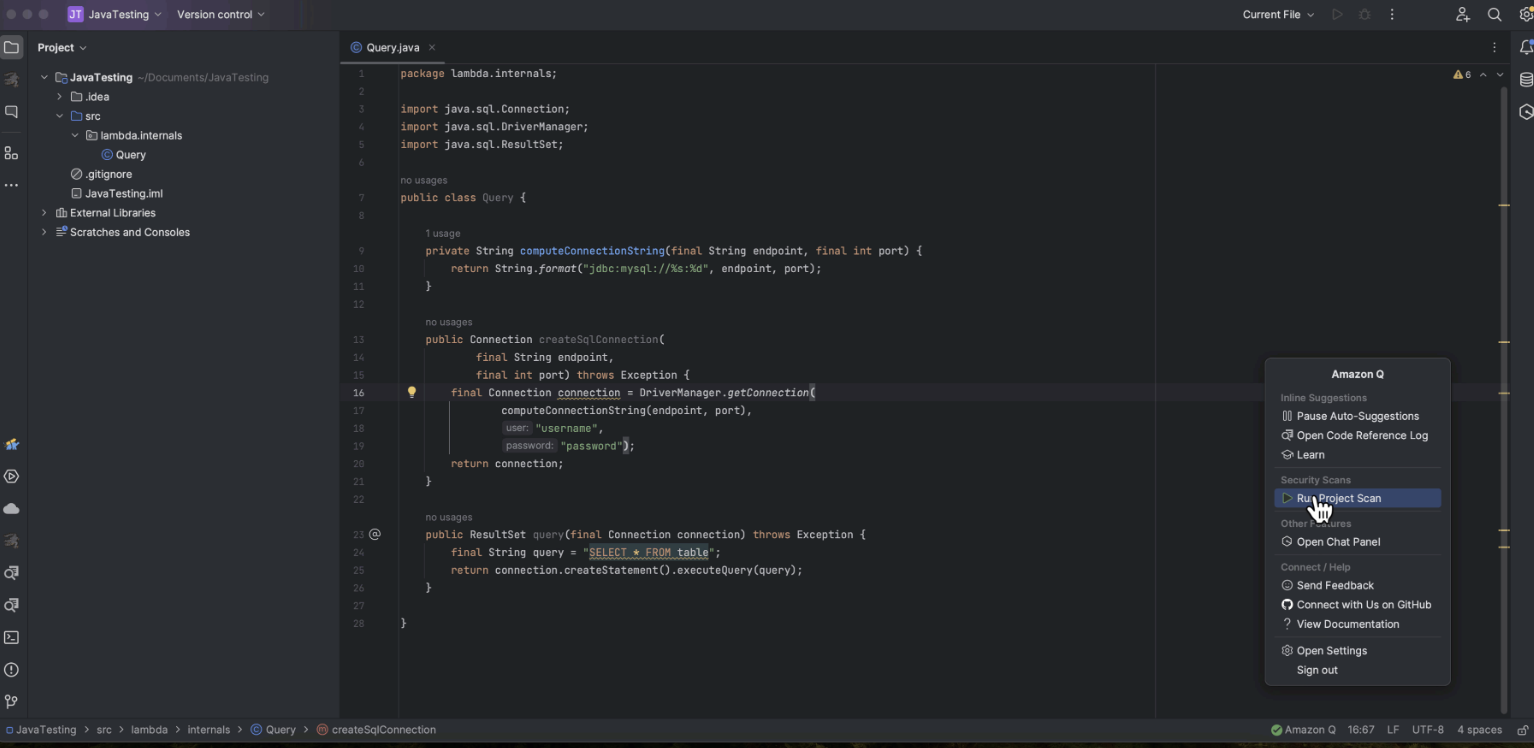 JT JavaTesting Version control Current File
Project
JavaTesting ~/Documents/JavaTesting
.idea
src
lambda.internals
Query
.gitignore
JavaTesting.iml
External Libraries
Scratches and Consoles
Query.java
6
1 package lambda.internals;
2
3 import java.sql.Connection;
4 import java.sql.DriverManager;
5 import java.sql.ResultSet;
6
no usages
7 public class Query {
8
1 usage
9 private String computeConnectionString(final String endpoint, final int port) {
10 return String.format("jdbc:mysql://%s:%d", endpoint, port);
11 }
12
no usages
13 public Connection createSqlConnection(
14 final String endpoint,
15 final int port) throws Exception {
16 final Connection connection = DriverManager.getConnection(
17 computeConnectionString(endpoint, port),
18 user: "username",
19 password: "password");
20 return connection;
21 }
22
no usages
23 public ResultSet query(final Connection connection) throws Exception {
24 final String query = "SELECT * FROM table";
25 return connection.createStatement().executeQuery(query);
26 }
27
28 }
Amazon Q
Inline Suggestions
Pause Auto-Suggestions
Open Code Reference Log
Learn
Security Scans
Run Project Scan
Other Features
Open Chat Panel
Connect / Help
Send Feedback
Connect with Us on GitHub
? View Documentation
Open Settings
Sign out
JavaTesting > src > lambda > internals > Query > createSqlConnection
Amazon Q 16:67 LF UTF-8 4 spaces